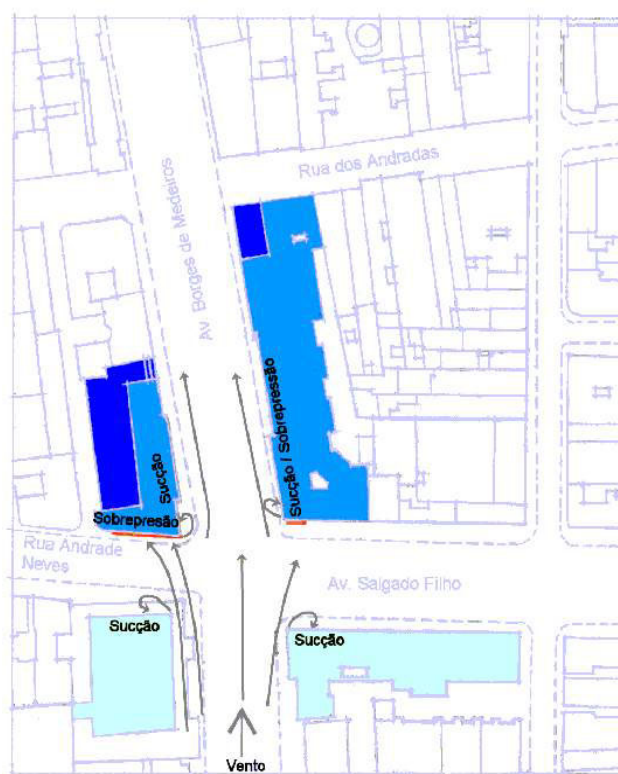 Rua dos Andradas
Av. Borges de Medeiros
Sucção / Sobrepressão
Sucção
Sobrepresão
Rua Andrade
Neves
Av. Salgado Filho
Sucção
Sucção
Vento